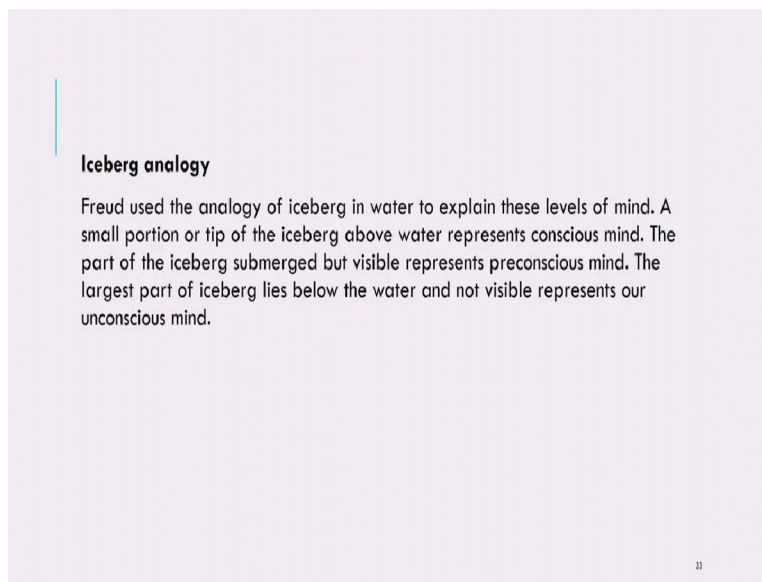 Iceberg analogy
Freud used the analogy of iceberg in water to explain these levels of mind. A
small portion or tip of the iceberg above water represents conscious mind. The
part of the iceberg submerged but visible represents preconscious mind. The
largest part of iceberg lies below the water and not visible represents our
unconscious mind.
33